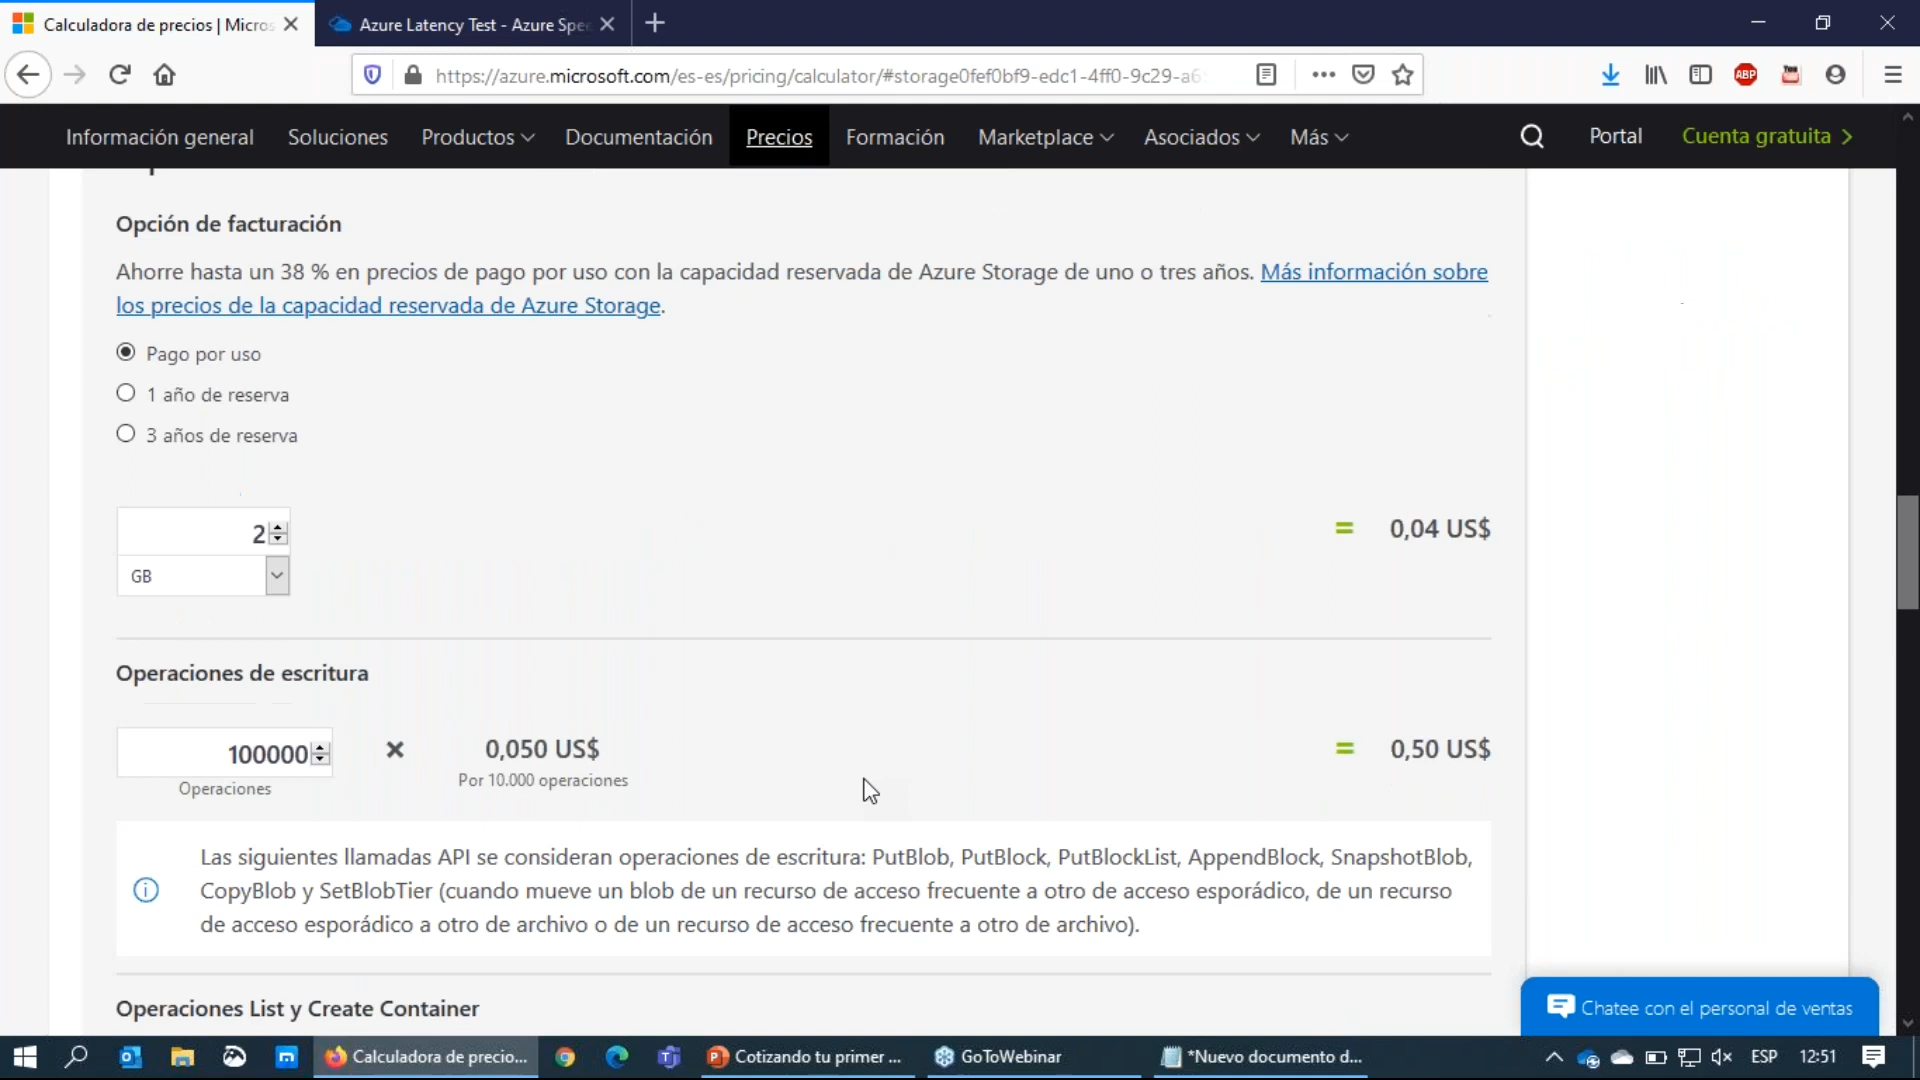 Calculadora de precios | Micros
Azure Latency Test - Azure Spe
https://azure.microsoft.com/es-es/pricing/calculator/#storage0fef0bf9-edc1-4ff0-9c29-a6
ABP
Información general Soluciones Productos Documentación Precios Formación Marketplace Asociados Más Portal Cuenta gratuita
Opción de facturación
Ahorre hasta un 38 % en precios de pago por uso con la capacidad reservada de Azure Storage de uno o tres años. Más información sobre
los precios de la capacidad reservada de Azure Storage.
Pago por uso
1 año de reserva
3 años de reserva
2 = 0,04 US$
GB
Operaciones de escritura
100000 × 0,050 US$ = 0,50 US$
Operaciones Por 10.000 operaciones
Las siguientes llamadas API se consideran operaciones de escritura: PutBlob, PutBlock, PutBlockList, AppendBlock, SnapshotBlob,
CopyBlob y SetBlobTier (cuando mueve un blob de un recurso de acceso frecuente a otro de acceso esporádico, de un recurso
de acceso esporádico a otro de archivo o de un recurso de acceso frecuente a otro de archivo).
Operaciones List y Create Container
Chatee con el personal de ventas
Calculadora de precio... Cotizando tu primer ... GoToWebinar *Nuevo documento d... ESP 12:51